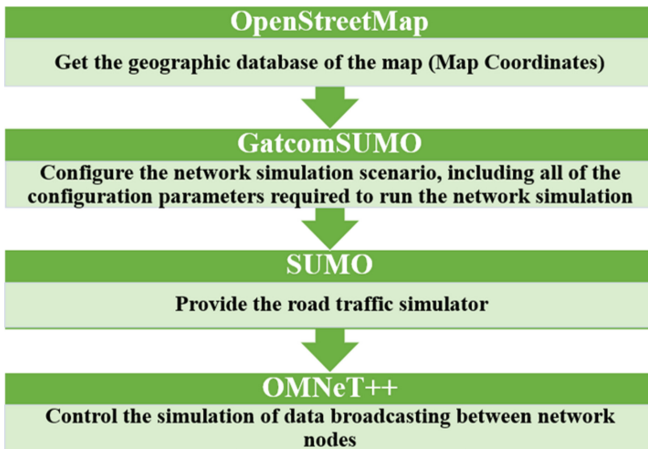 OpenStreetMap
Get the geographic database of the map (Map Coordinates)
GatcomSUMO
Configure the network simulation scenario, including all of the
configuration parameters required to run the network simulation
SUMO
Provide the road traffic simulator
OMNeT++
Control the simulation of data broadcasting between network
nodes